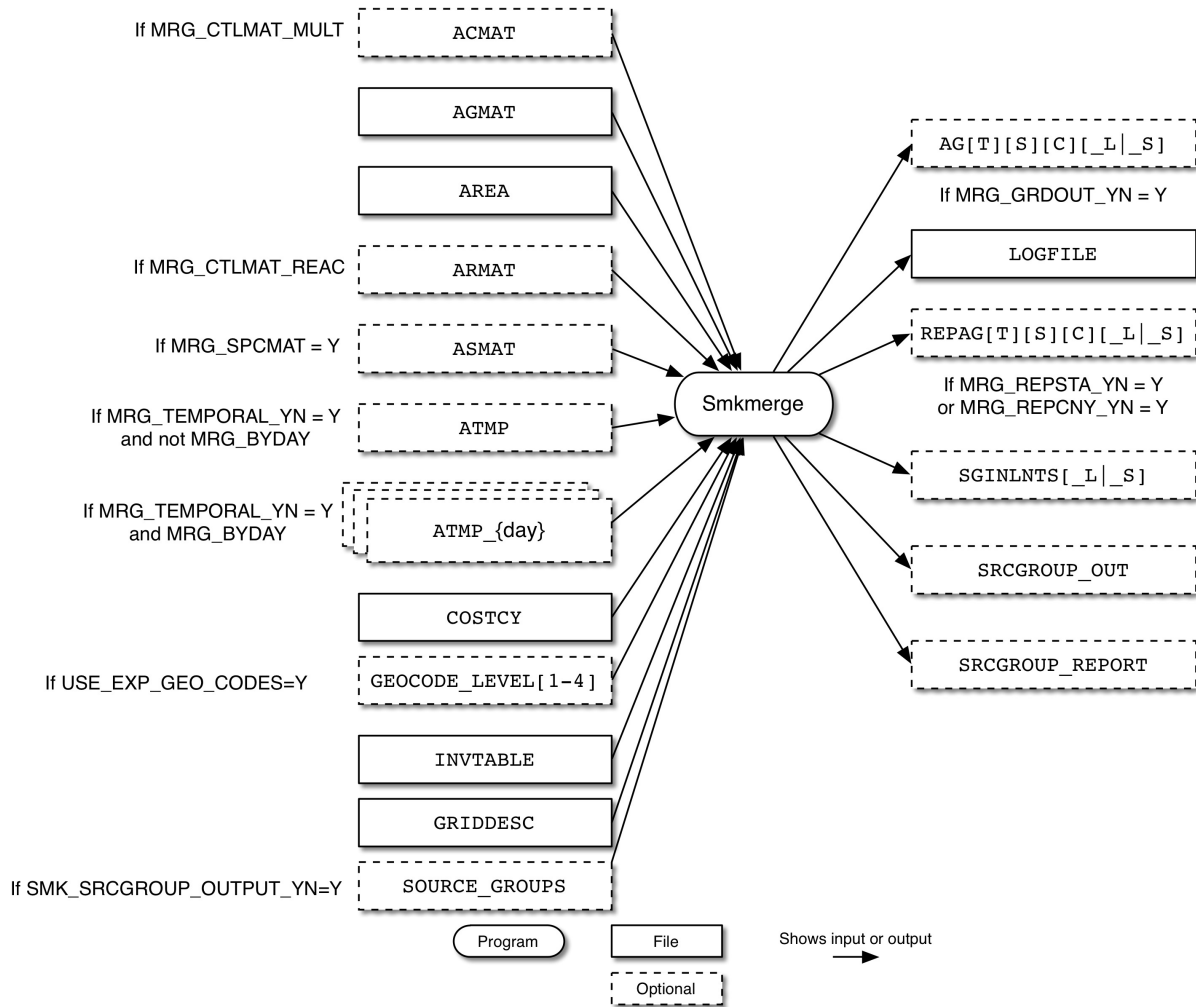 If MRG_CTLMAT_MULT
ACMAT
AGMAT
AREA
If MRG_CTLMAT_REAC
ARMAT
If MRG_SPCMAT = Y
ASMAT
If MRG_TEMPORAL_YN = Y
and not MRG_BYDAY
ATMP
If MRG_TEMPORAL_YN = Y
and MRG_BYDAY
ATMP_{day}
COSTCY
If USE_EXP_GEO_CODES=Y
GEOCODE_LEVEL[1-4]
INVTABLE
GRIDDESC
If SMK_SRCGROUP_OUTPUT_YN=Y
SOURCE_GROUPS
Smkmerge
AG[T][S][C][_L|_S]
If MRG_GRDOUT_YN = Y
LOGFILE
REPAG[T][S][C][_L|_S]
If MRG_REPSTA_YN = Y
or MRG_REPCNY_YN = Y
SGINLNTS[_L|_S]
SRCGROUP_OUT
SRCGROUP_REPORT
Program
File
Shows input or output
Optional